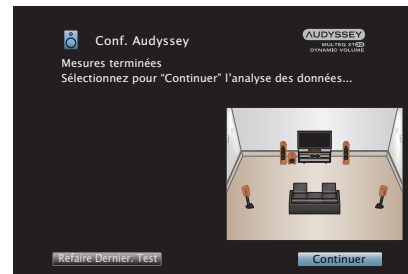 Conf. Audyssey
AUDYSSEY
MULTEQ XT32
DYNAMIC VOLUME
Mesures terminées
Sélectionnez pour “Continuer” l’analyse des données...
Refaire Dernier. Test
Continuer